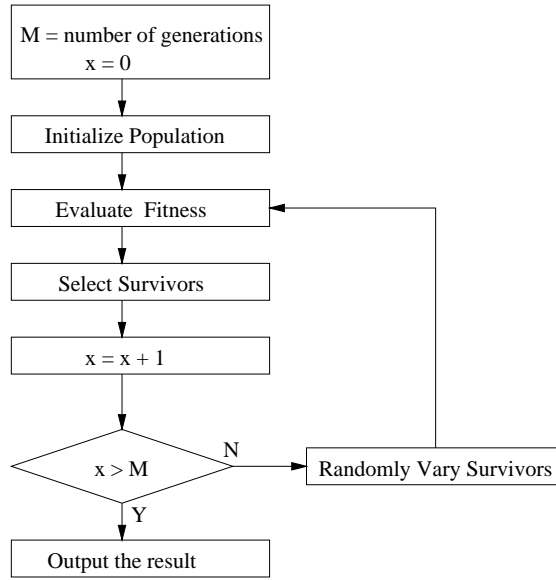 M = number of generations
x = 0
Initialize Population
Evaluate Fitness
Select Survivors
x = x + 1
x > M
N
Randomly Vary Survivors
Y
Output the result